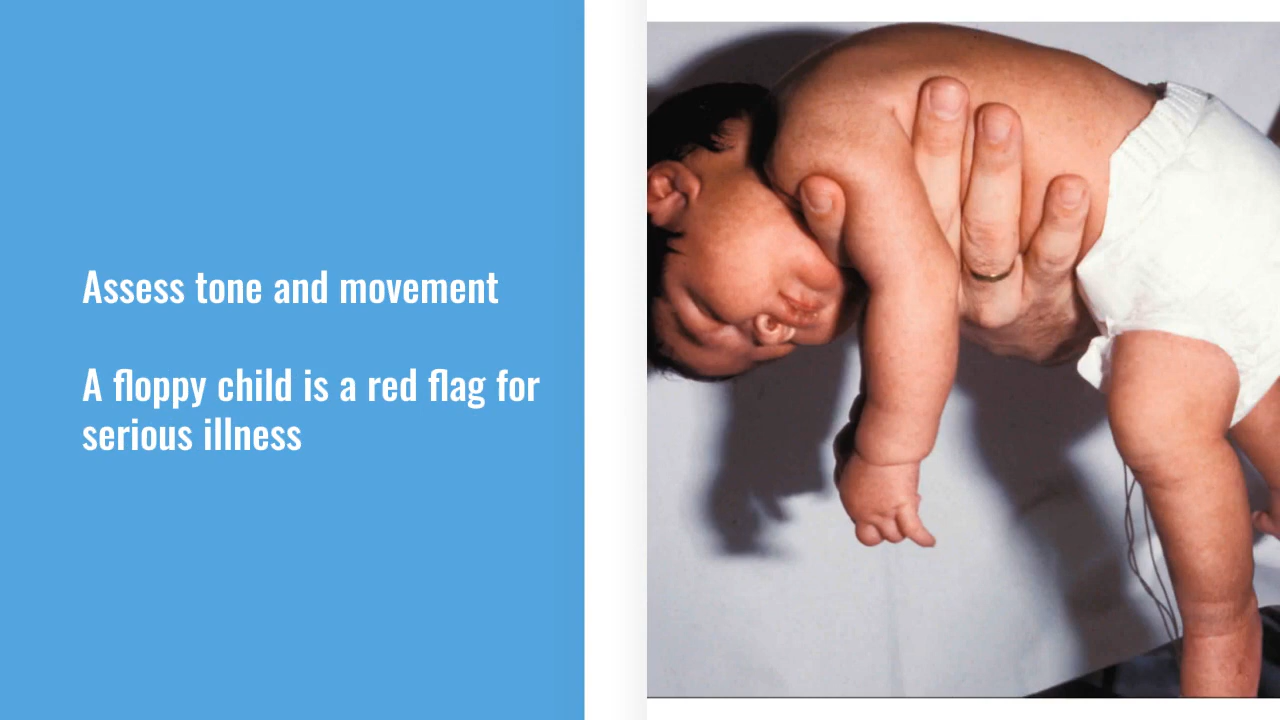 Assess tone and movement
A floppy child is a red flag for
serious illness